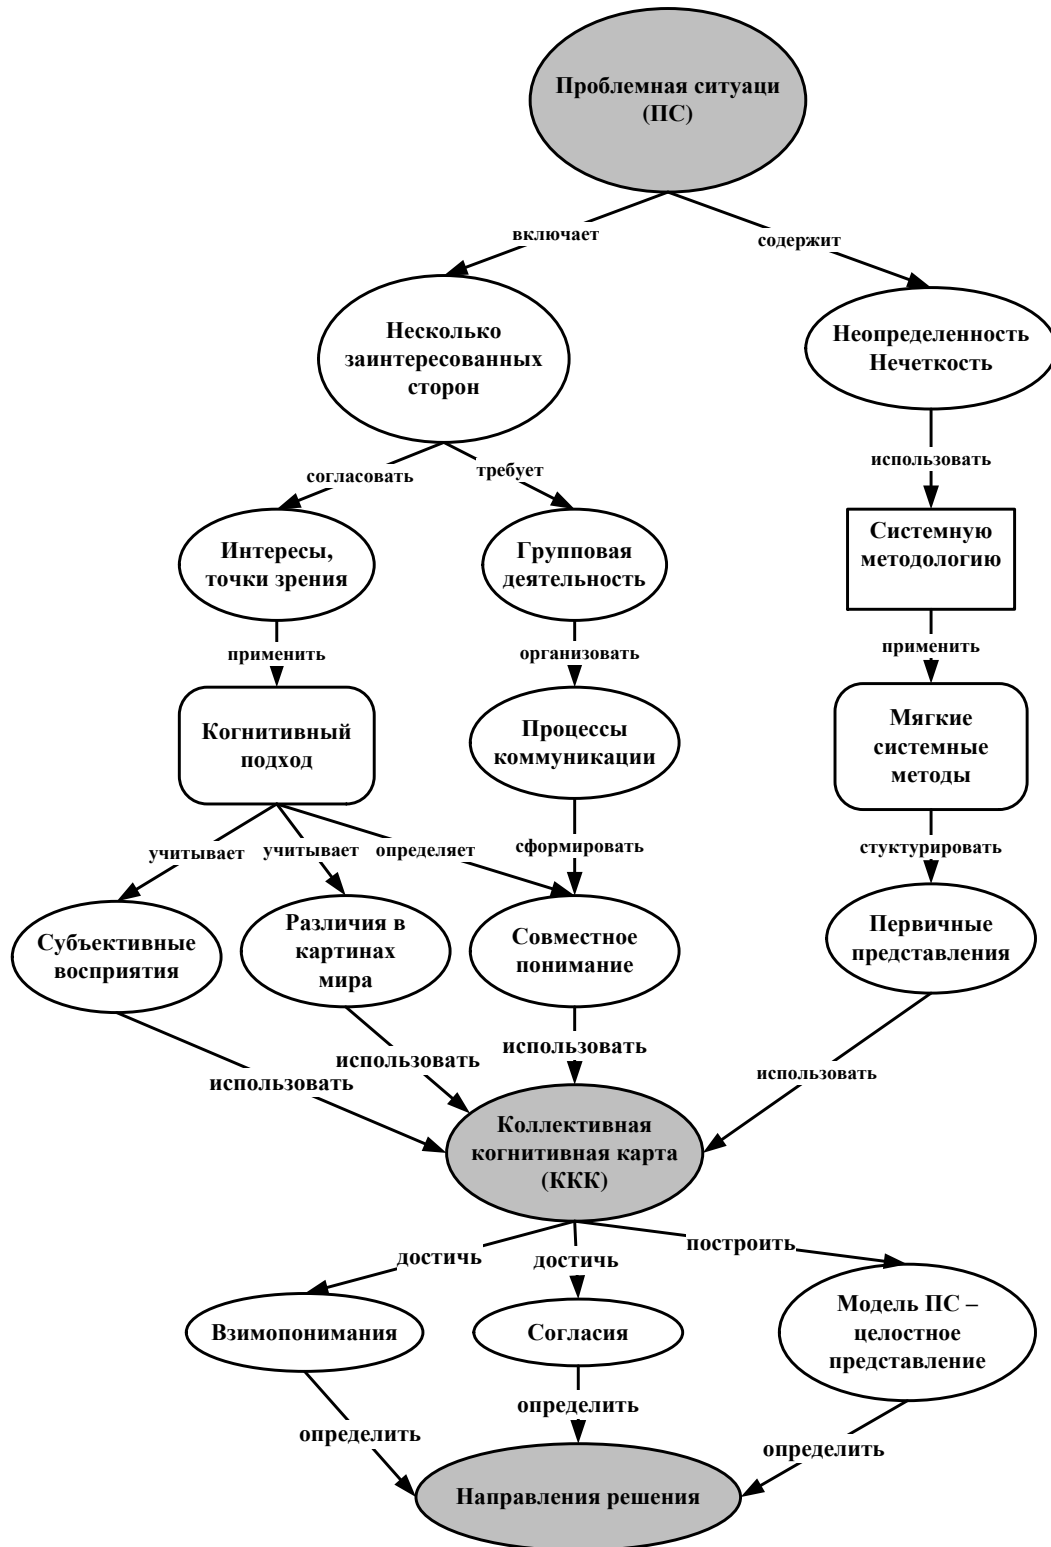 Проблемная ситуаци
(ПС)
включает
содержит
Несколько
заинтересованных
сторон
Неопределенность
Нечеткость
согласовать
требует
использовать
Интересы,
точки зрения
Групповая
деятельность
Системную
методологию
применить
организовать
применить
Когнитивный
подход
Процессы
коммуникации
Мягкие
системные
методы
учитывает
учитывает
определяет
сформировать
стуктурировать
Субъективные
восприятия
Различия в
картинах
мира
Совместное
понимание
Первичные
представления
использовать
использовать
использовать
использовать
Коллективная
когнитивная карта
(ККК)
достичь
достичь
построить
Взимопонимания
Согласия
Модель ПС –
целостное
представление
определить
определить
определить
Направления решения